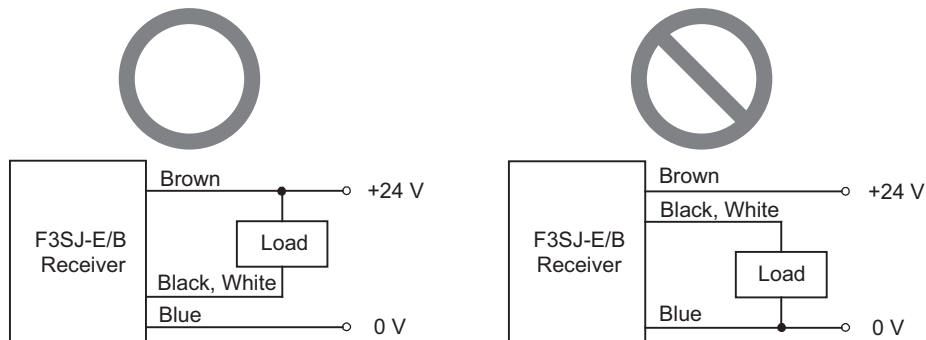 Brown
+24 V
F3SJ-E/B
Receiver
Load
Black, White
Blue
0 V
Brown
+24 V
Black, White
F3SJ-E/B
Receiver
Load
Blue
0 V